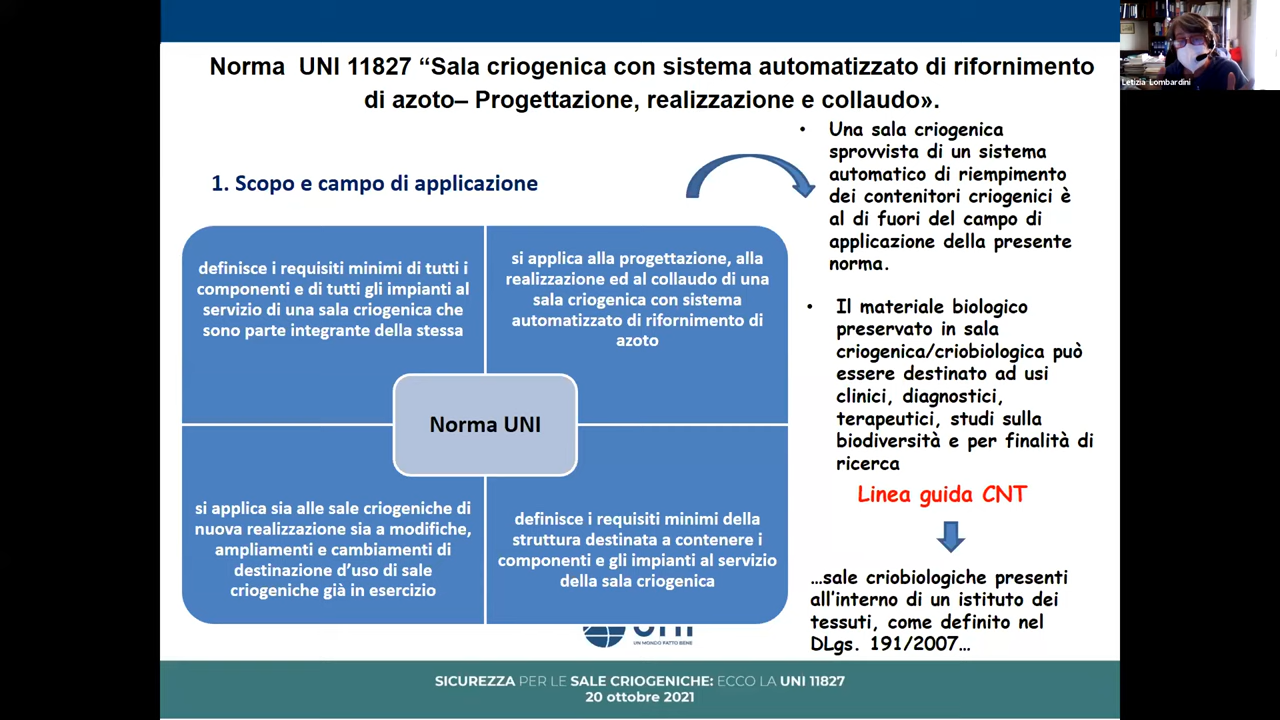 Letizia Lombardini
Norma UNI 11827 “Sala criogenica con sistema automatizzato di rifornimento
di azoto– Progettazione, realizzazione e collaudo».
1. Scopo e campo di applicazione
definisce i requisiti minimi di tutti i
componenti e di tutti gli impianti al
servizio di una sala criogenica che
sono parte integrante della stessa
si applica alla progettazione, alla
realizzazione ed al collaudo di una
sala criogenica con sistema
automatizzato di rifornimento di
azoto
Norma UNI
si applica sia alle sale criogeniche di
nuova realizzazione sia a modifiche,
ampliamenti e cambiamenti di
destinazione d’uso di sale
criogeniche già in esercizio
definisce i requisiti minimi della
struttura destinata a contenere i
componenti e gli impianti al servizio
della sala criogenica
• Una sala criogenica
sprovvista di un sistema
automatico di riempimento
dei contenitori criogenici è
al di fuori del campo di
applicazione della presente
norma.
• Il materiale biologico
preservato in sala
criogenica/criobiologica può
essere destinato ad usi
clinici, diagnostici,
terapeutici, studi sulla
biodiversità e per finalità di
ricerca
Linea guida CNT
…sale criobiologiche presenti
all’interno di un istituto dei
tessuti, come definito nel
DLgs. 191/2007…
UNI
UN MONDO FATTO BENE
SICUREZZA PER LE SALE CRIOGENICHE: ECCO LA UNI 11827
20 ottobre 2021